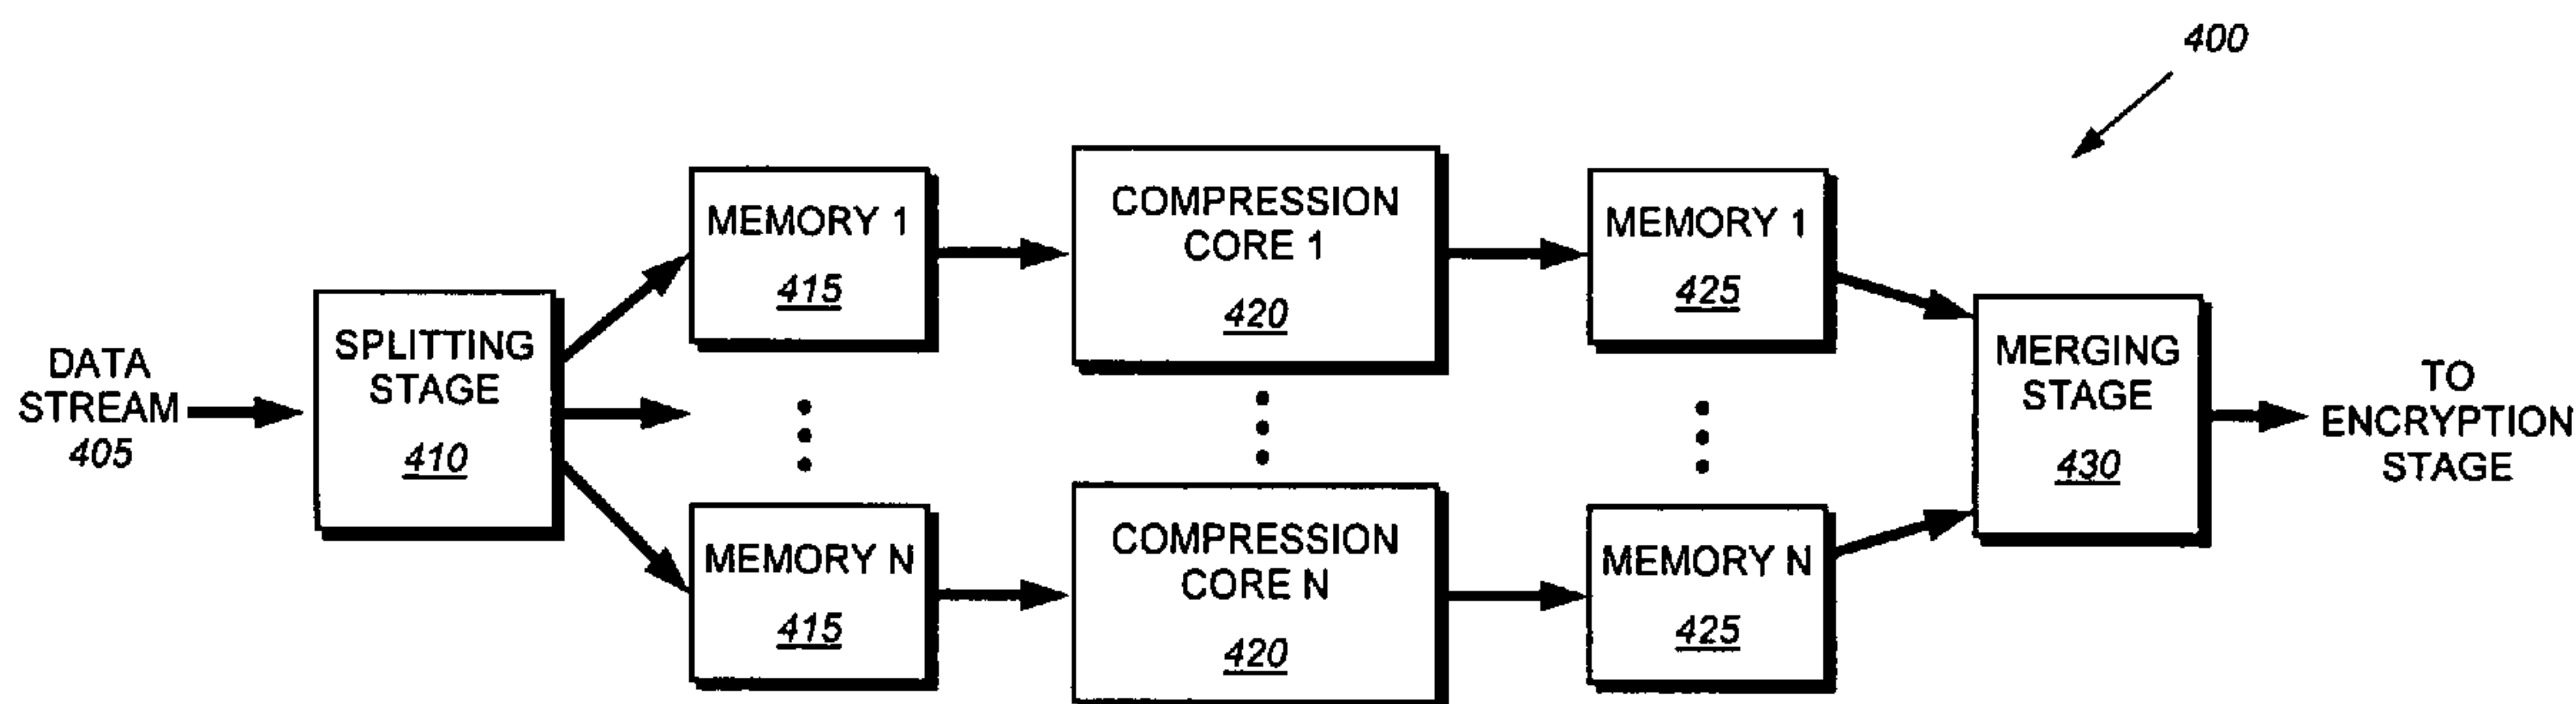 400
DATA
STREAM
405
SPLITTING
STAGE
410
MEMORY 1
415
COMPRESSION
CORE 1
420
MEMORY 1
425
MEMORY N
415
COMPRESSION
CORE N
420
MEMORY N
425
MERGING
STAGE
430
TO
ENCRYPTION
STAGE